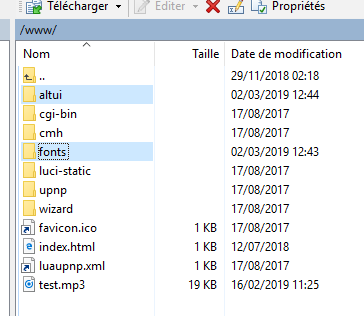 Télécharger Editer Propriétés
/www/
Nom Taille Date de modification
.. 29/11/2018 02:18
altui 02/03/2019 12:44
cgi-bin 17/08/2017
cmh 17/08/2017
fonts 02/03/2019 12:43
luci-static 17/08/2017
upnp 17/08/2017
wizard 17/08/2017
favicon.ico 1 KB 17/08/2017
index.html 1 KB 12/07/2018
luaupnp.xml 1 KB 17/08/2017
test.mp3 19 KB 16/02/2019 11:25